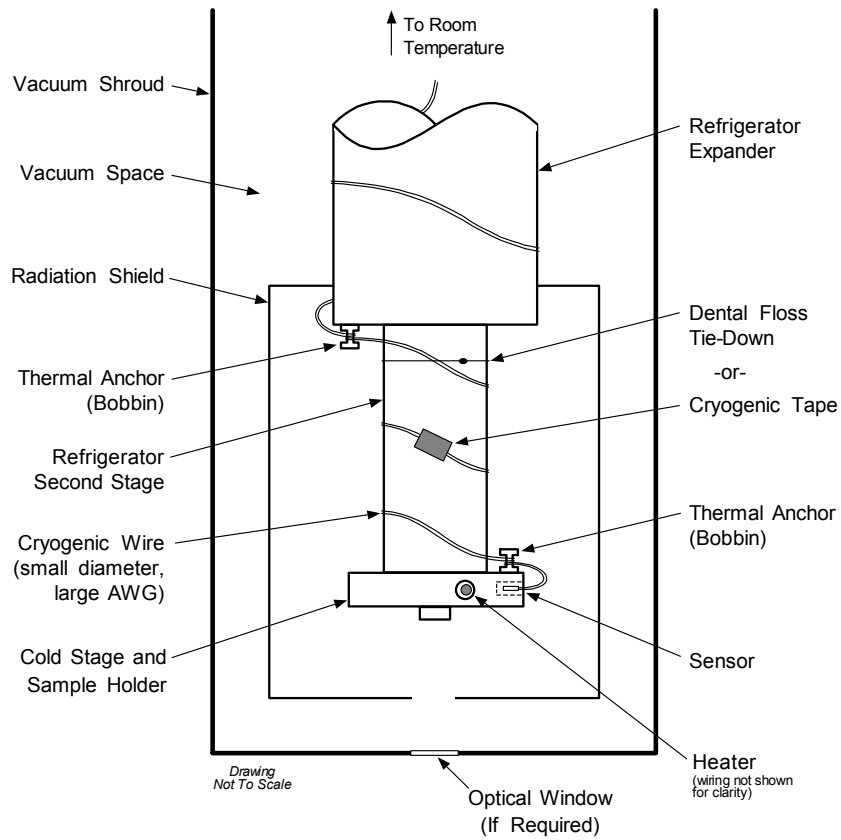 To Room
Temperature
Vacuum Shroud
Vacuum Space
Radiation Shield
Thermal Anchor
(Bobbin)
Refrigerator
Second Stage
Cryogenic Wire
(small diameter,
large AWG)
Cold Stage and
Sample Holder
Drawing
Not To Scale
Refrigerator
Expander
Dental Floss
Tie-Down
-or-
Cryogenic Tape
Thermal Anchor
(Bobbin)
Sensor
Heater
(wiring not shown
for clarity)
Optical Window
(If Required)